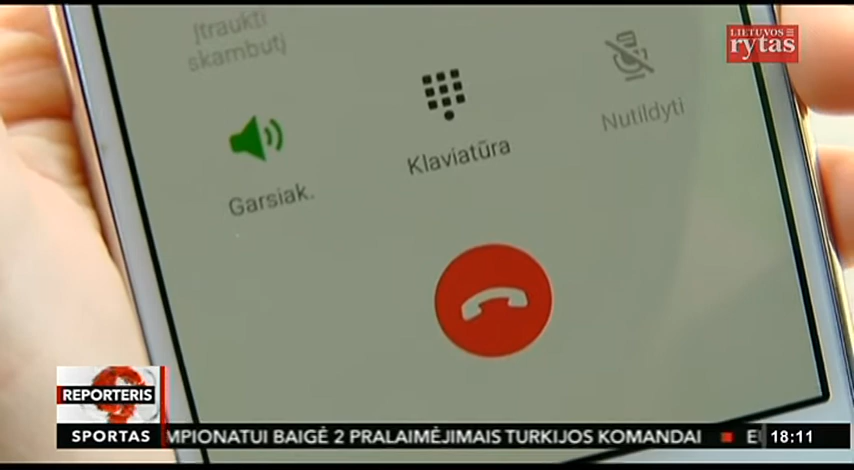 Įtraukti
skambutį
LIETUVOS
rytas
Garsiak.
Klaviatūra
Nutildyti
REPORTERIS
SPORTAS
MPIONATUI BAIGĖ 2 PRALAIMĖJIMAIS TURKIJOS KOMANDAI
18:11